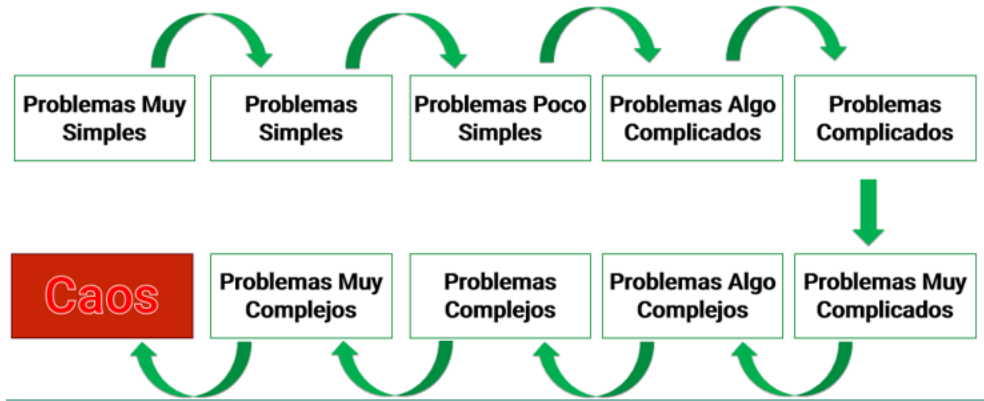 Problemas Muy
Simples
Problemas
Simples
Problemas Poco
Simples
Problemas Algo
Complicados
Problemas
Complicados
Problemas Muy
Complicados
Problemas Algo
Complejos
Problemas
Complejos
Problemas Muy
Complejos
Caos